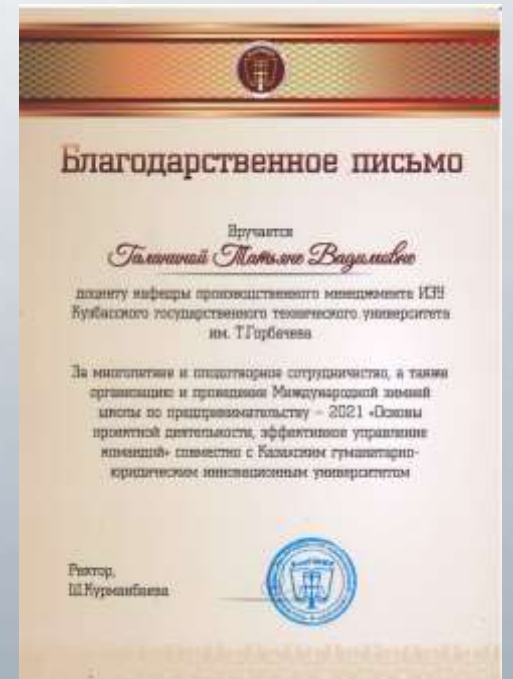 Благодарственное письмо
Вручается
Галаниной Татьяне Вадимовне
доценту кафедры производственного менеджмента ИЭУ
Кузбасского государственного технического университета
им. Т.Горбачева
За многолетнее и плодотворное сотрудничество, а также
организацию и проведение Международной зимней
школы по предпринимательству – 2021 «Основы
проектной деятельности, эффективное управление
командой» совместно с Казахским гуманитарно-
юридическим инновационным университетом
Ректор,
Ш.Курманбаева